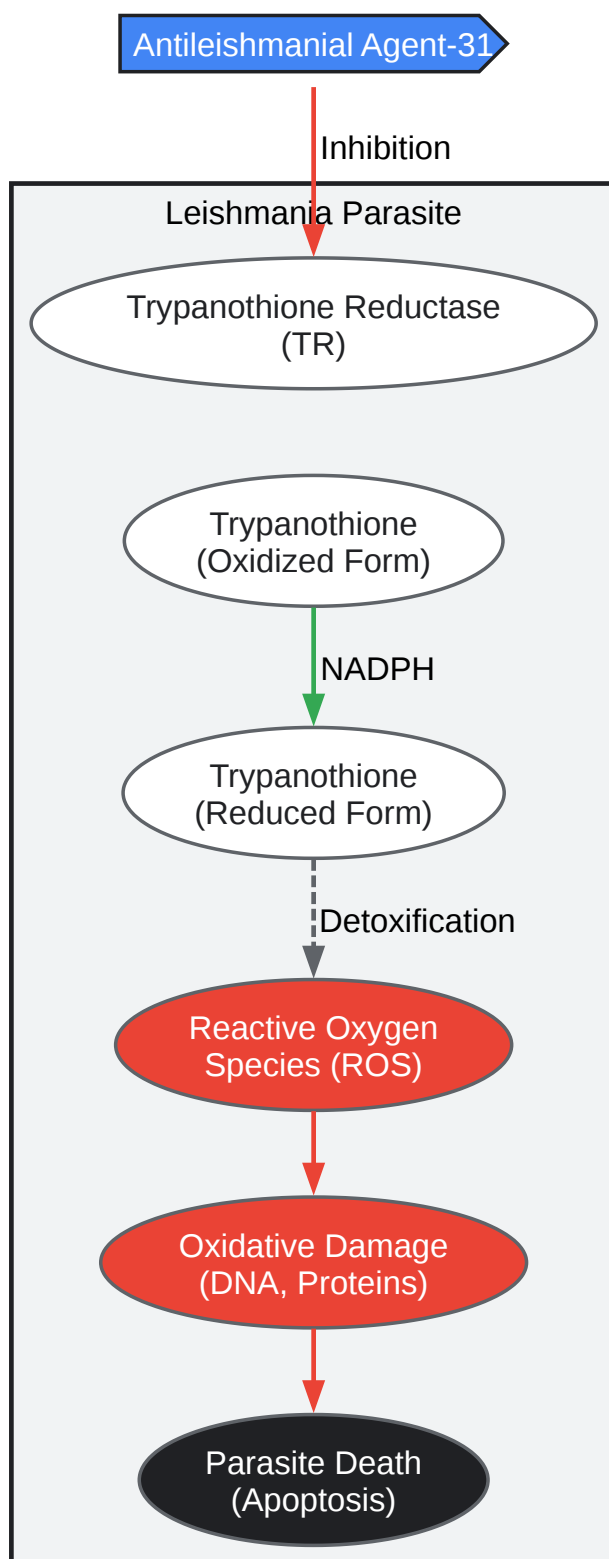 Antileishmanial Agent-31
Inhibition
Leishmania Parasite
Trypanothione Reductase
(TR)
Trypanothione
(Oxidized Form)
NADPH
Trypanothione
(Reduced Form)
Detoxification
Reactive Oxygen
Species (ROS)
Oxidative Damage
(DNA, Proteins)
Parasite Death
(Apoptosis)